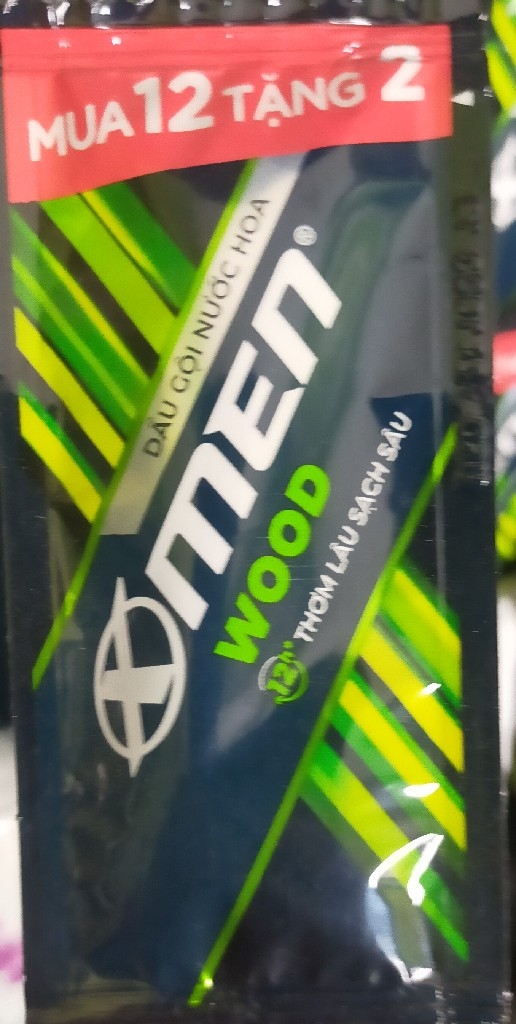 MUA 12 TẶNG 2
DẦU GỘI NƯỚC HOA
X MEN®
WOOD
12h* THƠM LÂU SẠCH SÂU